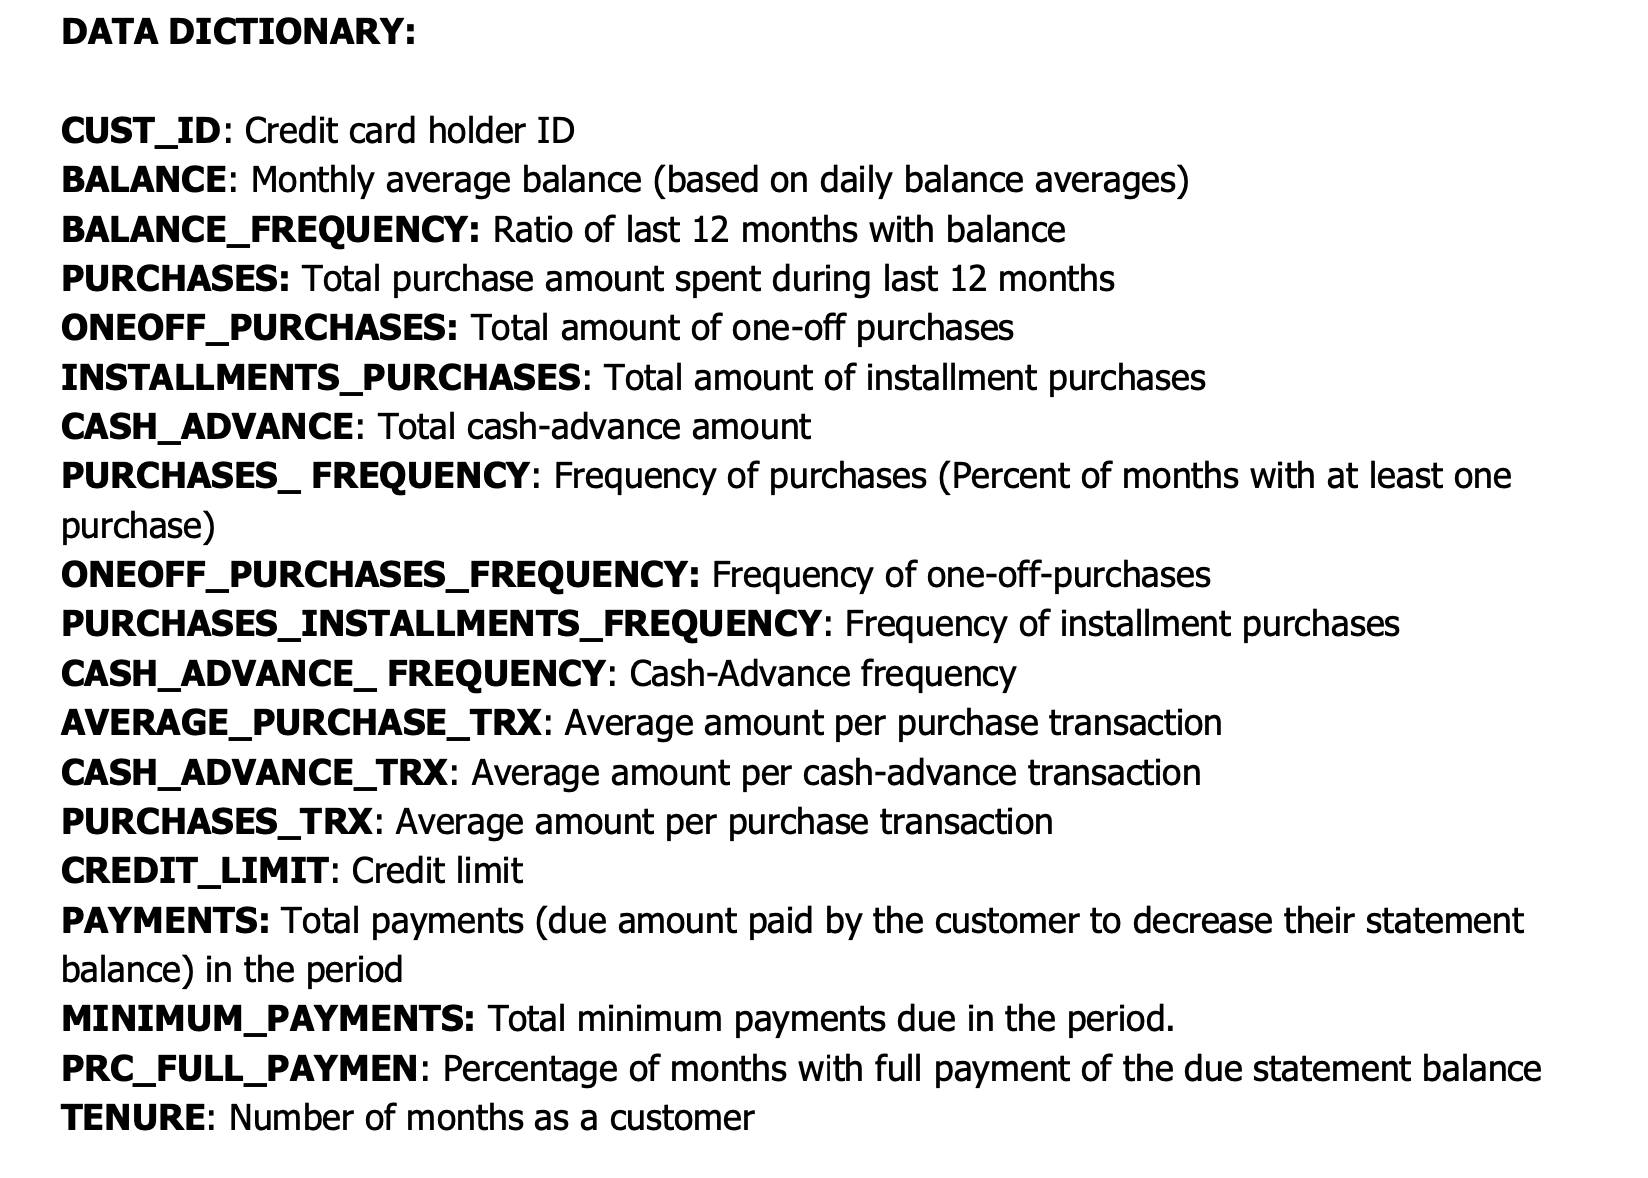 DATA DICTIONARY:
CUST_ID: Credit card holder ID
BALANCE: Monthly average balance (based on daily balance averages)
BALANCE_FREQUENCY: Ratio of last 12 months with balance
PURCHASES: Total purchase amount spent during last 12 months
ONEOFF_PURCHASES: Total amount of one-off purchases
INSTALLMENTS_PURCHASES: Total amount of installment purchases
CASH_ADVANCE: Total cash-advance amount
PURCHASES_ FREQUENCY: Frequency of purchases (Percent of months with at least one
purchase)
ONEOFF_PURCHASES_FREQUENCY: Frequency of one-off-purchases
PURCHASES_INSTALLMENTS_FREQUENCY: Frequency of installment purchases
CASH_ADVANCE_ FREQUENCY: Cash-Advance frequency
AVERAGE_PURCHASE_TRX: Average amount per purchase transaction
CASH_ADVANCE_TRX: Average amount per cash-advance transaction
PURCHASES_TRX: Average amount per purchase transaction
CREDIT_LIMIT: Credit limit
PAYMENTS: Total payments (due amount paid by the customer to decrease their statement
balance) in the period
MINIMUM_PAYMENTS: Total minimum payments due in the period.
PRC_FULL_PAYMEN: Percentage of months with full payment of the due statement balance
TENURE: Number of months as a customer